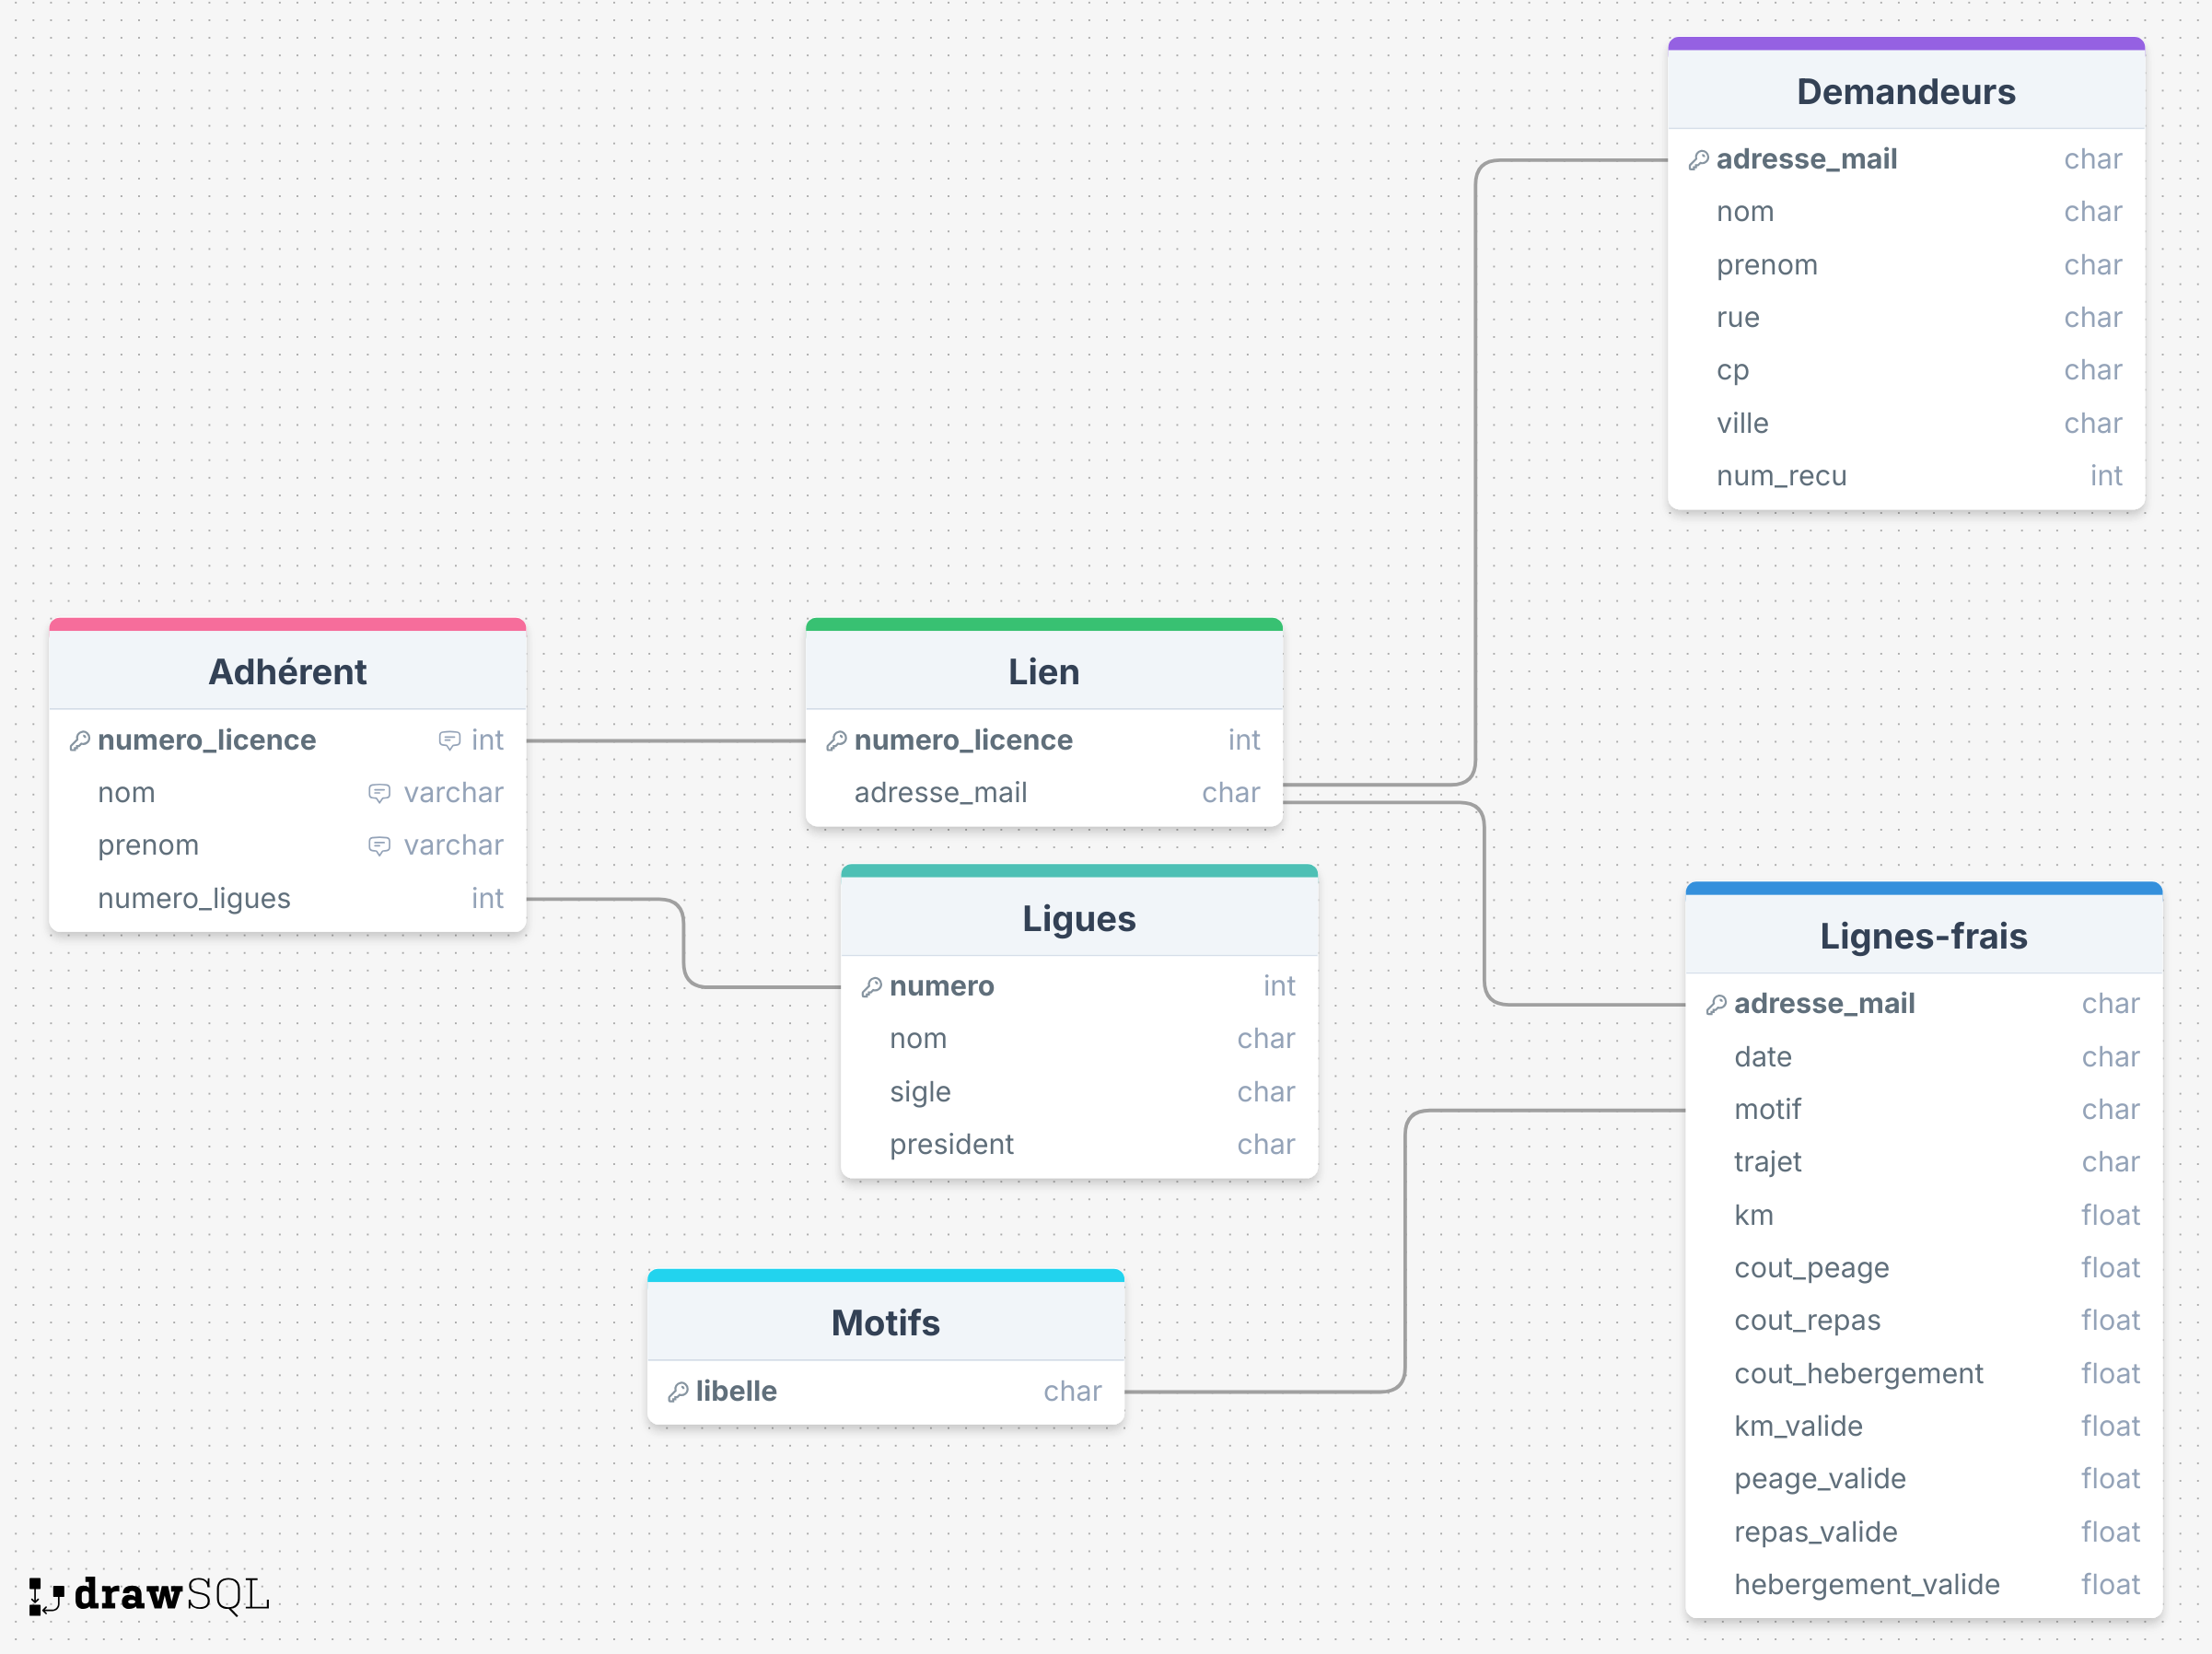 Demandeurs
adresse_mail char
nom char
prenom char
rue char
cp char
ville char
num_recu int
Adhérent
numero_licence int
nom varchar
prenom varchar
numero_ligues int
Lien
numero_licence int
adresse_mail char
Ligues
numero int
nom char
sigle char
president char
Lignes-frais
adresse_mail char
date char
motif char
trajet char
km float
cout_peage float
cout_repas float
cout_hebergement float
km_valide float
peage_valide float
repas_valide float
hebergement_valide float
Motifs
libelle char
drawSQL